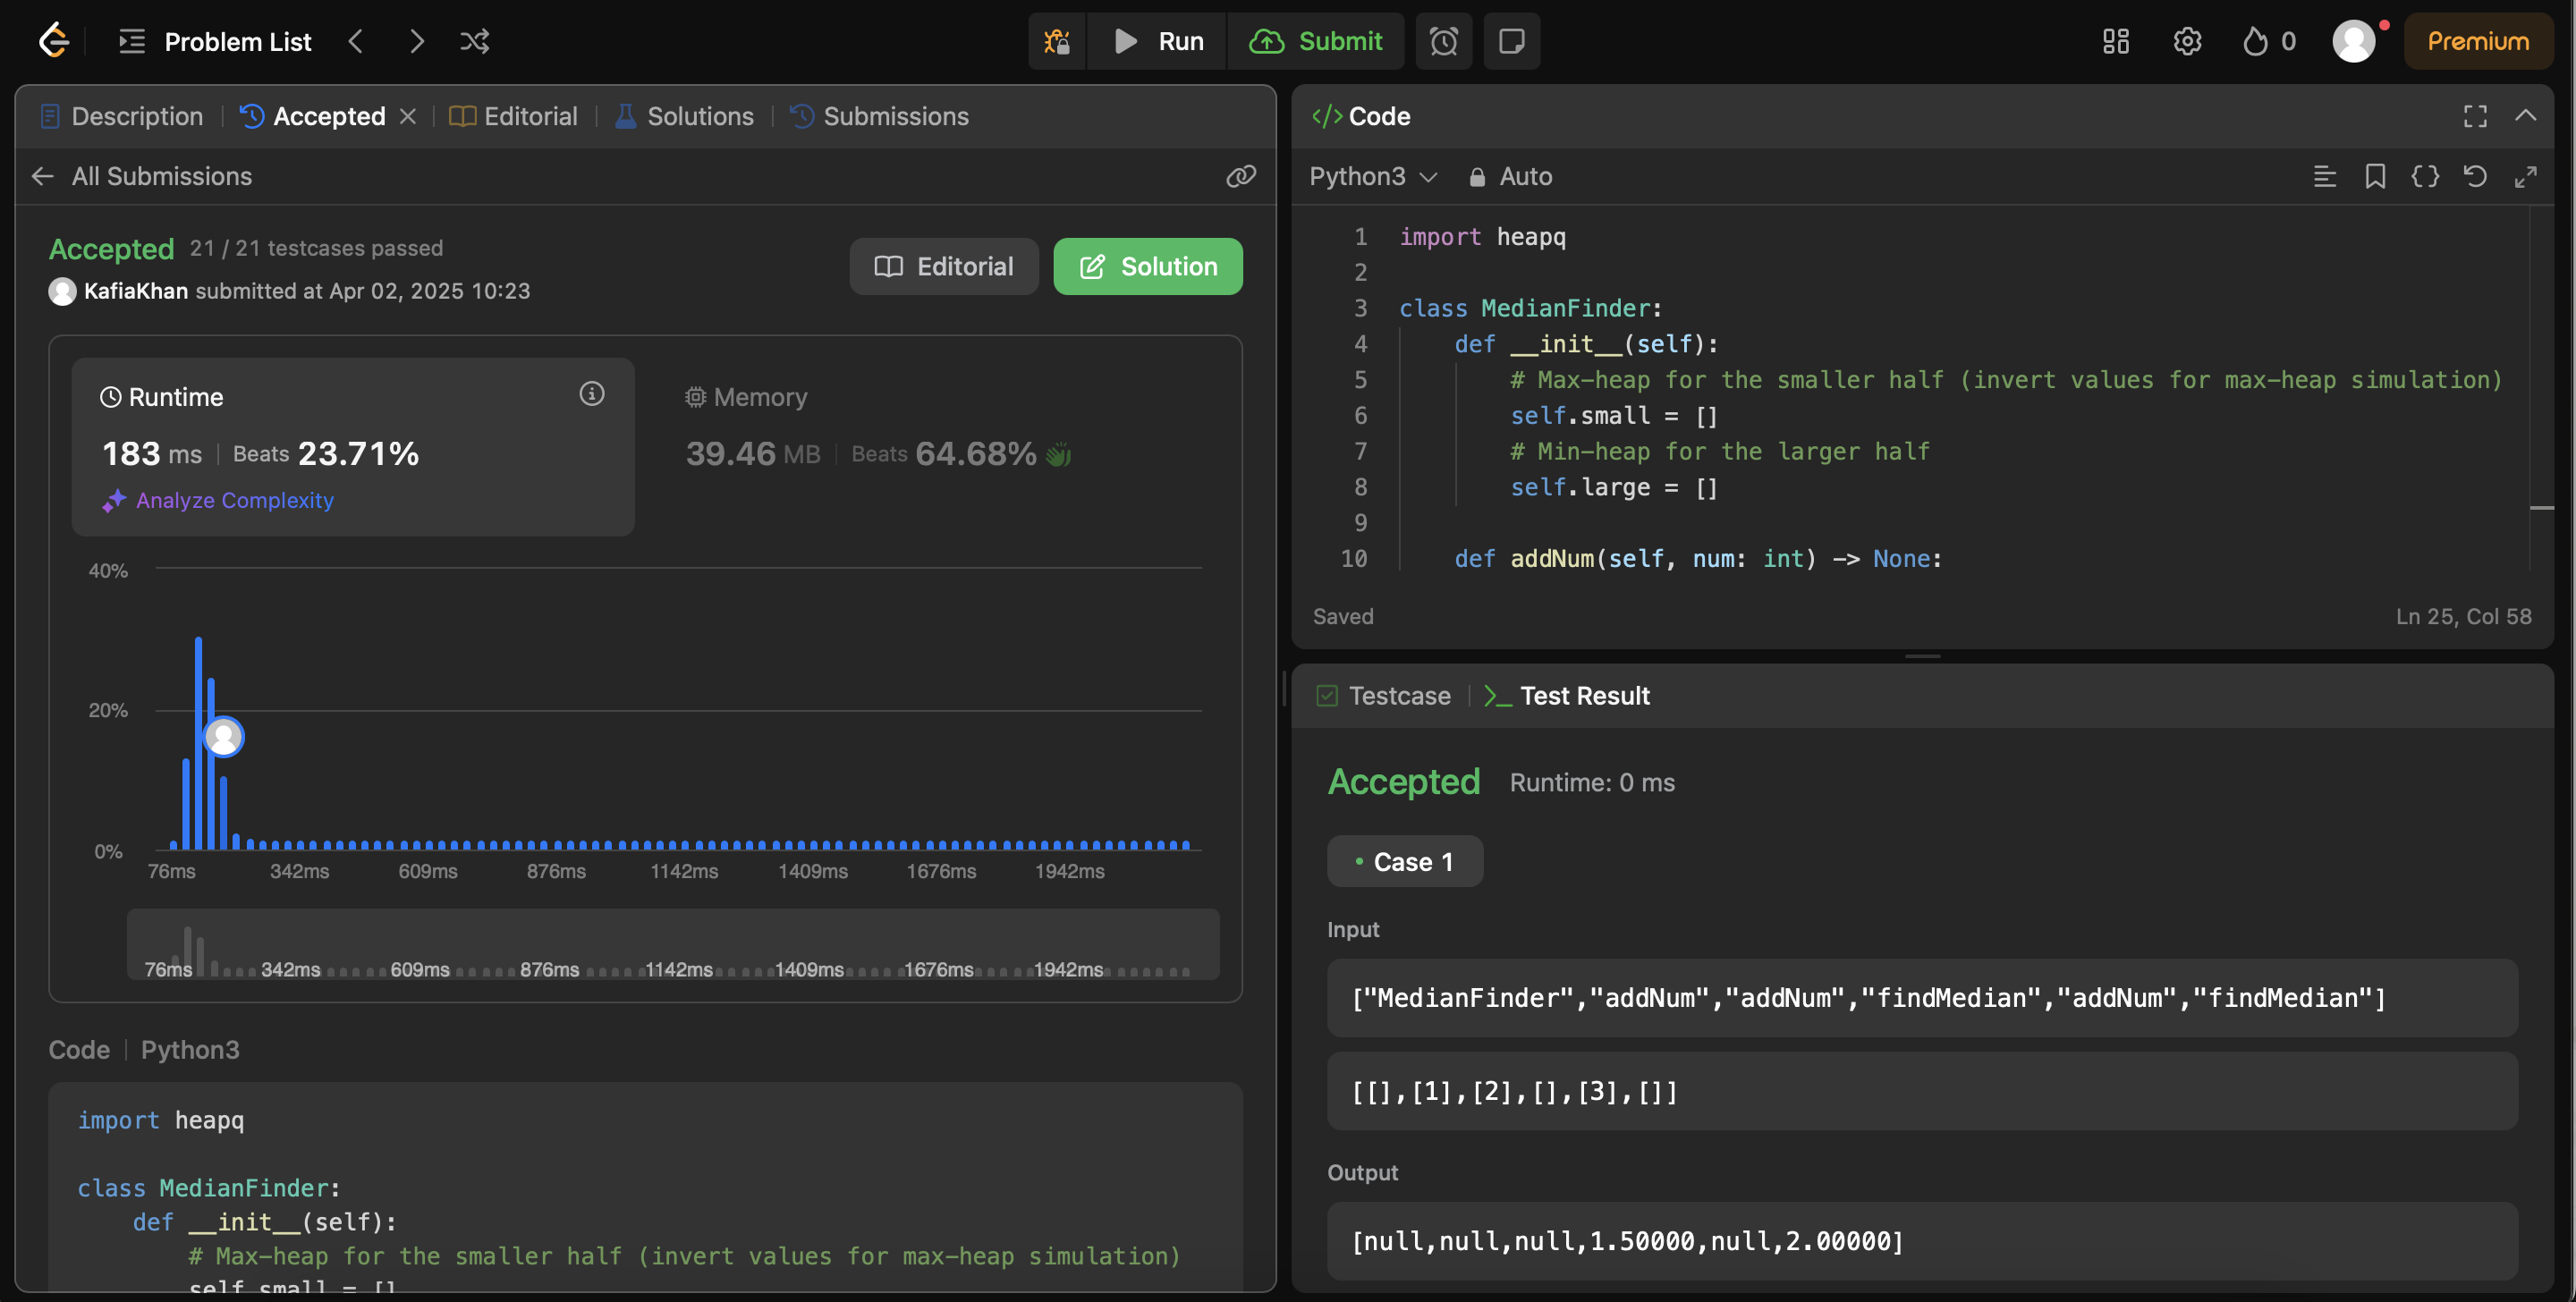 Problem List
Run
Submit
0
Premium
Description
Accepted
Editorial
Solutions
Submissions
All Submissions
Accepted 21 / 21 testcases passed
KafiaKhan submitted at Apr 02, 2025 10:23
Editorial
Solution
Runtime
183 ms | Beats 23.71%
Analyze Complexity
Memory
39.46 MB | Beats 64.68%
40%
20%
0%
76ms 342ms 609ms 876ms 1142ms 1409ms 1676ms 1942ms
76ms 342ms 609ms 876ms 1142ms 1409ms 1676ms 1942ms
Code | Python3
import heapq
class MedianFinder:
def __init__(self):
# Max-heap for the smaller half (invert values for max-heap simulation)
self.small = []
</> Code
Python3
Auto
1 import heapq
2
3 class MedianFinder:
4 def __init__(self):
5 # Max-heap for the smaller half (invert values for max-heap simulation)
6 self.small = []
7 # Min-heap for the larger half
8 self.large = []
9
10 def addNum(self, num: int) -> None:
Saved
Ln 25, Col 58
Testcase
Test Result
Accepted Runtime: 0 ms
• Case 1
Input
["MedianFinder","addNum","addNum","findMedian","addNum","findMedian"]
[[],[1],[2],[],[3],[]]
Output
[null,null,null,1.50000,null,2.00000]